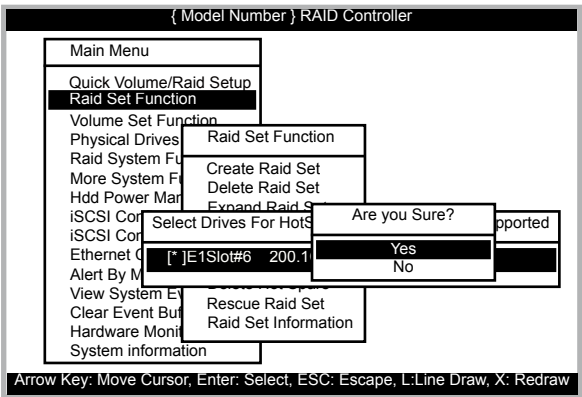 { Model Number } RAID Controller
Main Menu
Quick Volume/Raid Setup
Raid Set Function
Volume Set Function
Physical Drives
Raid System Fu
More System Fu
Hdd Power Man
iSCSI Con
iSCSI Con
Ethernet C
Alert By M
View System Ev
Clear Event Buf
Hardware Monit
System information
Raid Set Function
Create Raid Set
Delete Raid Set
Expand Raid Set
Rescue Raid Set
Raid Set Information
Select Drives For HotS
pported
[* ]E1Slot#6 200.1
Are you Sure?
Yes
No
Arrow Key: Move Cursor, Enter: Select, ESC: Escape, L:Line Draw, X: Redraw